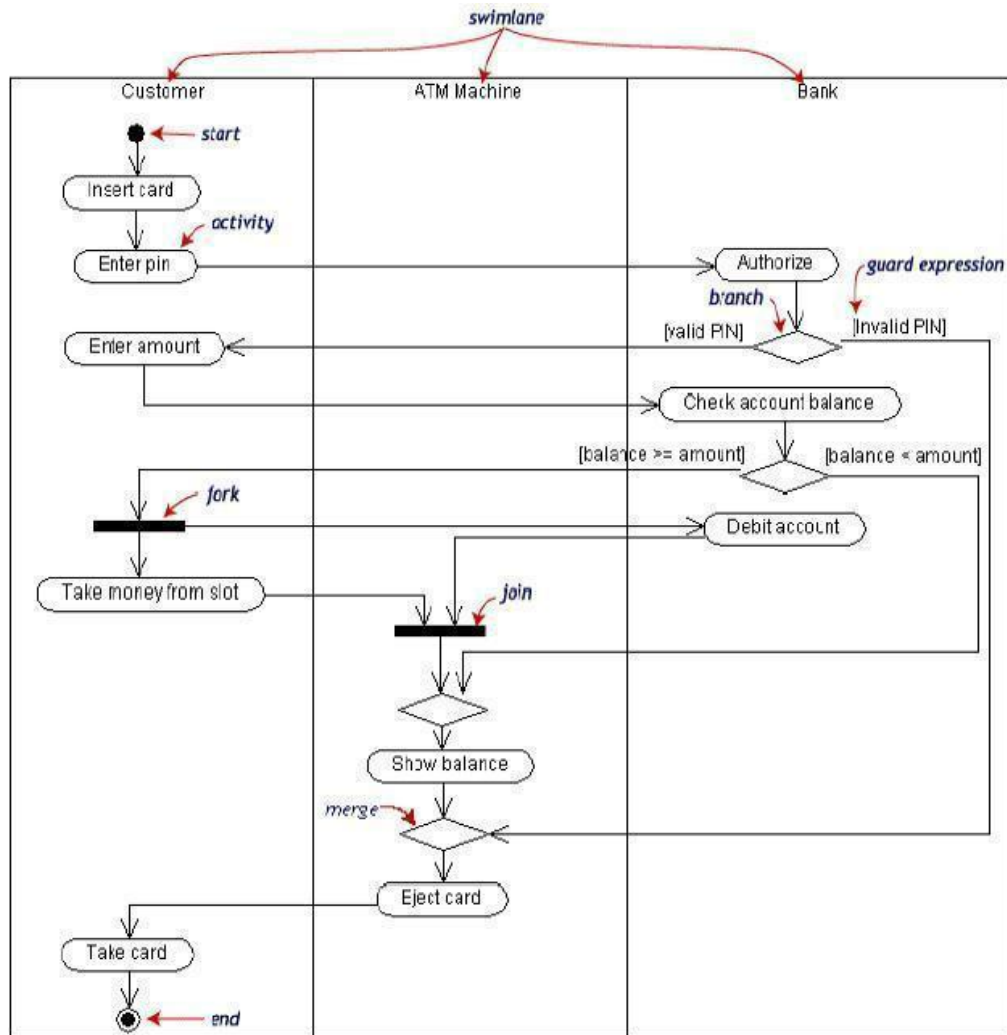 swimlane
Customer
ATM Machine
Bank
start
Insert card
activity
Enter pin
Authorize
guard expression
branch
[valid PIN]
[Invalid PIN]
Enter amount
Check account balance
[balance >= amount]
[balance < amount]
fork
Debit account
Take money from slot
join
Show balance
merge
Eject card
Take card
end